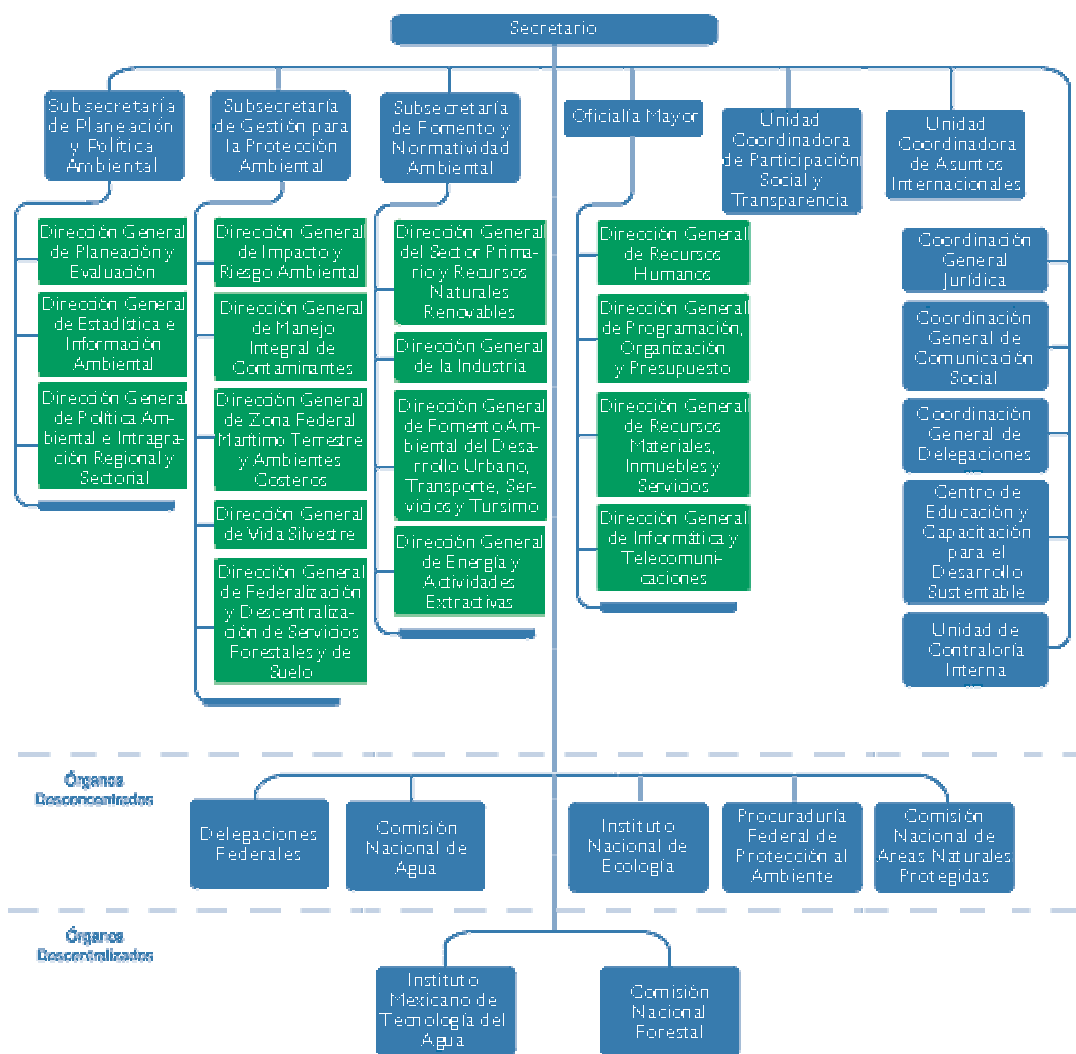 Secretario
Subsecretaría
de Planeación
y Política
Ambiental
Subsecretaría
de Gestión para
la Protección
Ambiental
Subsecretaría
de Fomento y
Normatividad
Ambiental
Oficialía Mayor
Unidad
Coordinadora
de Participación
Social y
Transparencia
Unidad
Coordinadora
de Asuntos
Internacionales
Dirección General
de Planeación y
Evaluación
Dirección General
de Estadística e
Información
Ambiental
Dirección General
de Política Am-
biental e Intragra-
ción Regional y
Sectorial
Dirección General
de Impacto y
Riesgo Ambiental
Dirección General
de Manejo
Integral de
Contaminantes
Dirección General
de Zona Federal
Marítimo Terrestre
y Ambientes
Costeros
Dirección General
de Vida Silvestre
Dirección General
de Federalización
y Descentraliza-
ción de Servicios
Forestales y de
Suelo
Dirección General
del Sector Prima-
rio y Recursos
Naturales
Renovables
Dirección General
de la Industria
Dirección General
de Fomento Am-
biental del Desa-
rrollo Urbano,
Transporte, Ser-
vicios y Tursimo
Dirección General
de Energía y
Actividades
Extractivas
Dirección General
de Recursos
Humanos
Dirección General
de Programación,
Organización
y Presupuesto
Dirección General
de Recursos
Materiales,
Inmuebles y
Servicios
Dirección General
de Informática y
Telecomuni-
caciones
Coordinación
General
Jurídica
Coordinación
General de
Comunicación
Social
Coordinación
General de
Delegaciones
Centro de
Educación y
Capacitación
para el
Desarrollo
Sustentable
Unidad de
Contraloría
Interna
Órganos
Desconcentrados
Delegaciones
Federales
Comisión
Nacional de
Agua
Instituto
Nacional de
Ecología
Procuraduría
Federal de
Protección al
Ambiente
Comisión
Nacional de
Areas Naturales
Protegidas
Órganos
Descentralizados
Instituto
Mexicano de
Tecnología del
Agua
Comisión
Nacional
Forestal